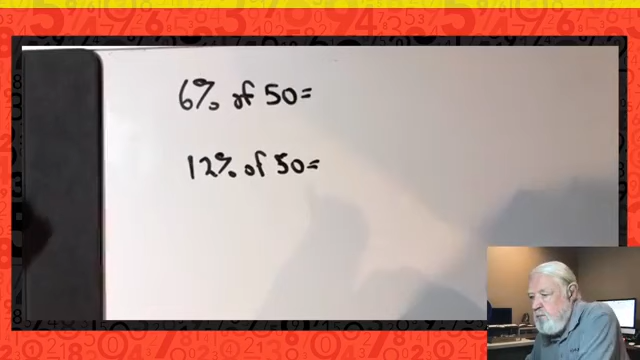 6% of 50=
12% of 50=